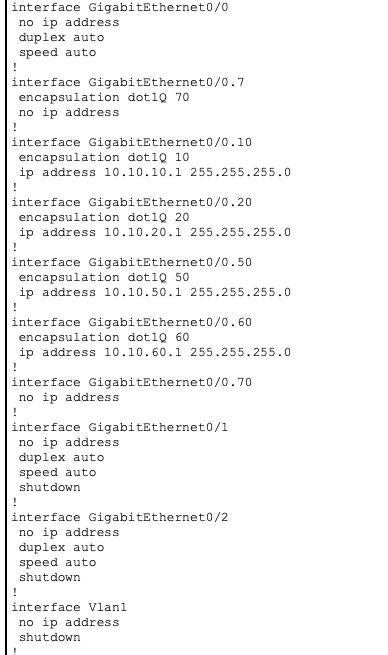 interface GigabitEthernet0/0
no ip address
duplex auto
speed auto
!
interface GigabitEthernet0/0.7
encapsulation dot1Q 70
no ip address
!
interface GigabitEthernet0/0.10
encapsulation dot1Q 10
ip address 10.10.10.1 255.255.255.0
!
interface GigabitEthernet0/0.20
encapsulation dot1Q 20
ip address 10.10.20.1 255.255.255.0
!
interface GigabitEthernet0/0.50
encapsulation dot1Q 50
ip address 10.10.50.1 255.255.255.0
!
interface GigabitEthernet0/0.60
encapsulation dot1Q 60
ip address 10.10.60.1 255.255.255.0
!
interface GigabitEthernet0/0.70
no ip address
!
interface GigabitEthernet0/1
no ip address
duplex auto
speed auto
shutdown
!
interface GigabitEthernet0/2
no ip address
duplex auto
speed auto
shutdown
!
interface Vlan1
no ip address
shutdown
!